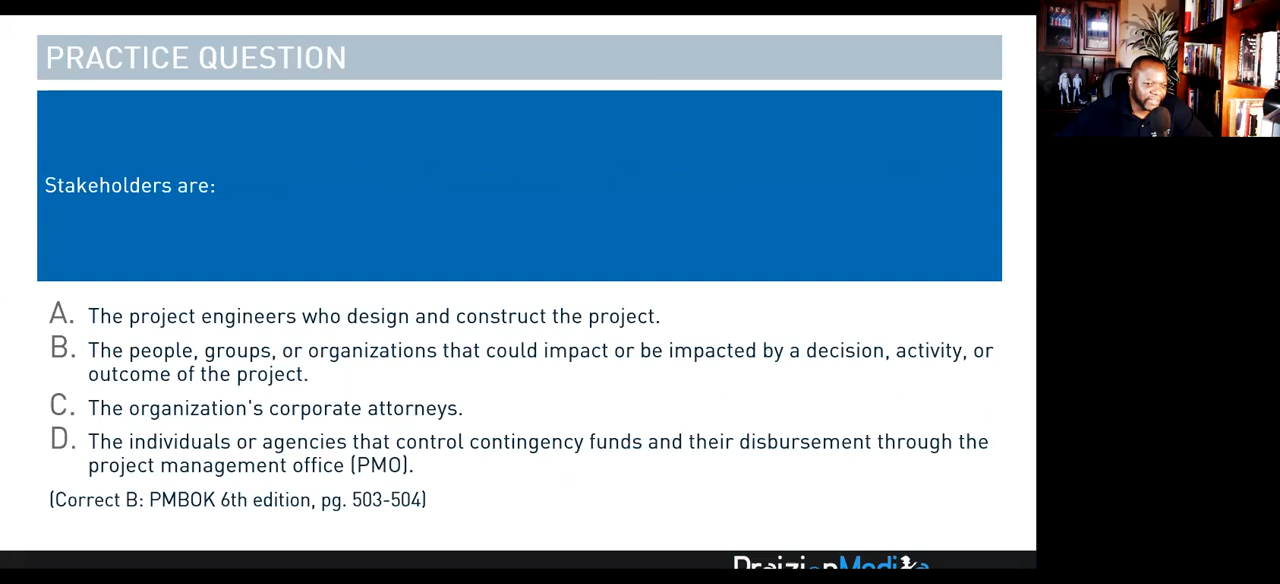 PRACTICE QUESTION
Stakeholders are:
A. The project engineers who design and construct the project.
B. The people, groups, or organizations that could impact or be impacted by a decision, activity, or
outcome of the project.
C. The organization's corporate attorneys.
D. The individuals or agencies that control contingency funds and their disbursement through the
project management office (PMO).
(Correct B: PMBOK 6th edition, pg. 503-504)